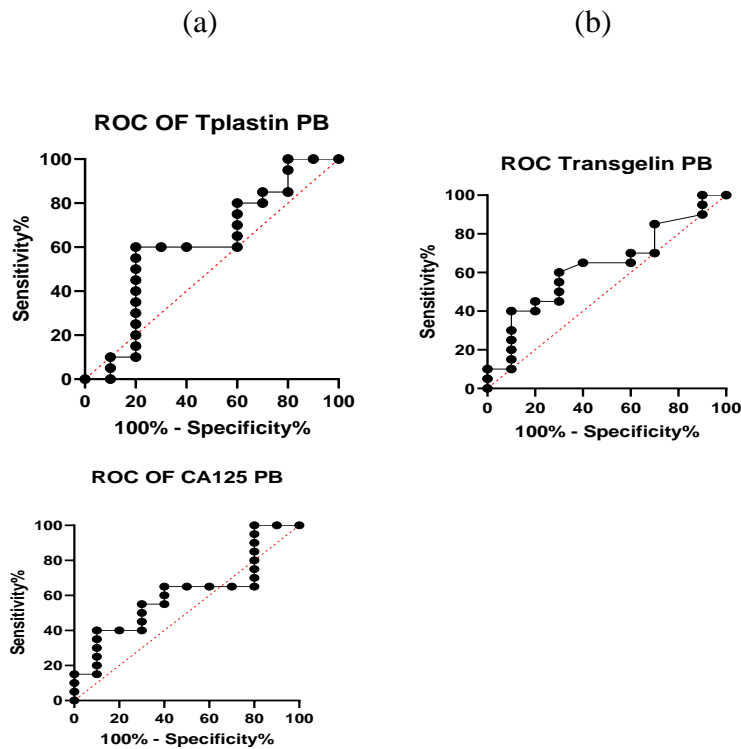 (a)
(b)
ROC OF Tplastin PB
Sensitivity%
100
80
60
40
20
0
0 20 40 60 80 100
100% - Specificity%
ROC Transgelin PB
Sensitivity%
100
80
60
40
20
0
0 20 40 60 80 100
100% - Specificity%
ROC OF CA125 PB
Sensitivity%
100
80
60
40
20
0
0 20 40 60 80 100
100% - Specificity%